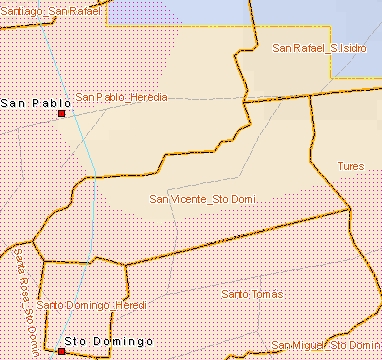 Santiago_San Rafael
San Rafael_S.Isidro
San Pablo_Heredia
San Pablo
Tures
San Vicente_Sto Domi...
Santa Rosa_Sto Domin
Santo Tomás
Santo Domingo_Heredi
Sto Domingo
San Miguel_Sto Domin